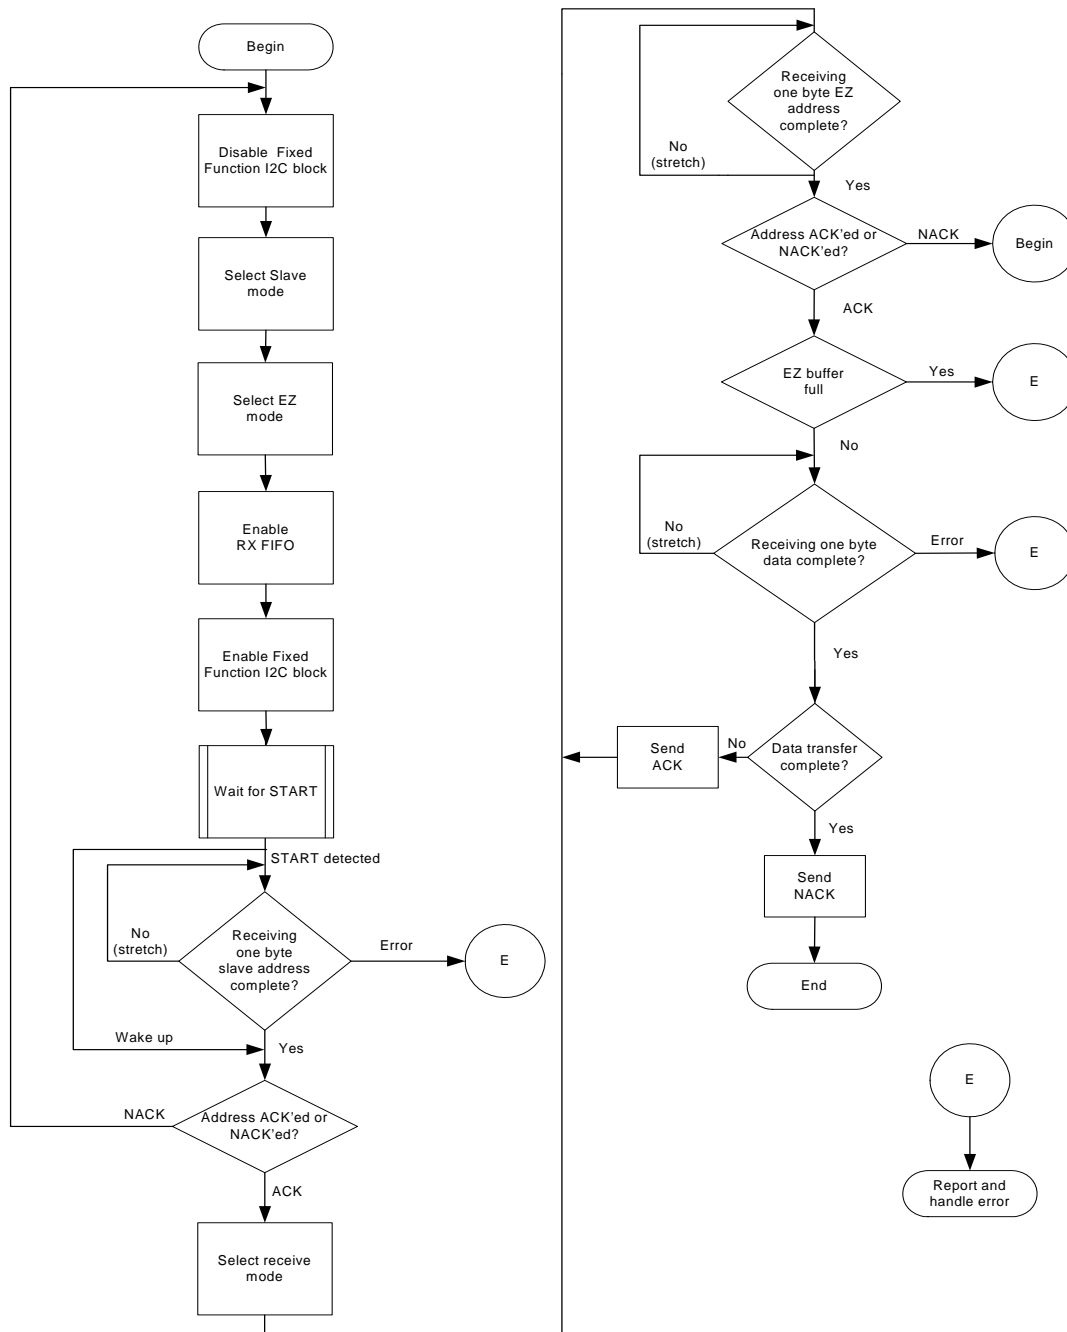 Begin
Disable Fixed
Function I2C block
Select Slave
mode
Select EZ
mode
Enable
RX FIFO
Enable Fixed
Function I2C block
Wait for START
START detected
No
(stretch)
Receiving
one byte
slave address
complete?
Error
E
Wake up
Yes
NACK
Address ACK'ed or
NACK'ed?
ACK
Select receive
mode
Receiving
one byte EZ
address
complete?
No
(stretch)
Yes
Address ACK'ed or
NACK'ed?
NACK
Begin
ACK
EZ buffer
full
Yes
E
No
No
(stretch)
Receiving one byte
data complete?
Error
E
Yes
Send
ACK
No
Data transfer
complete?
Yes
Send
NACK
End
E
Report and
handle error